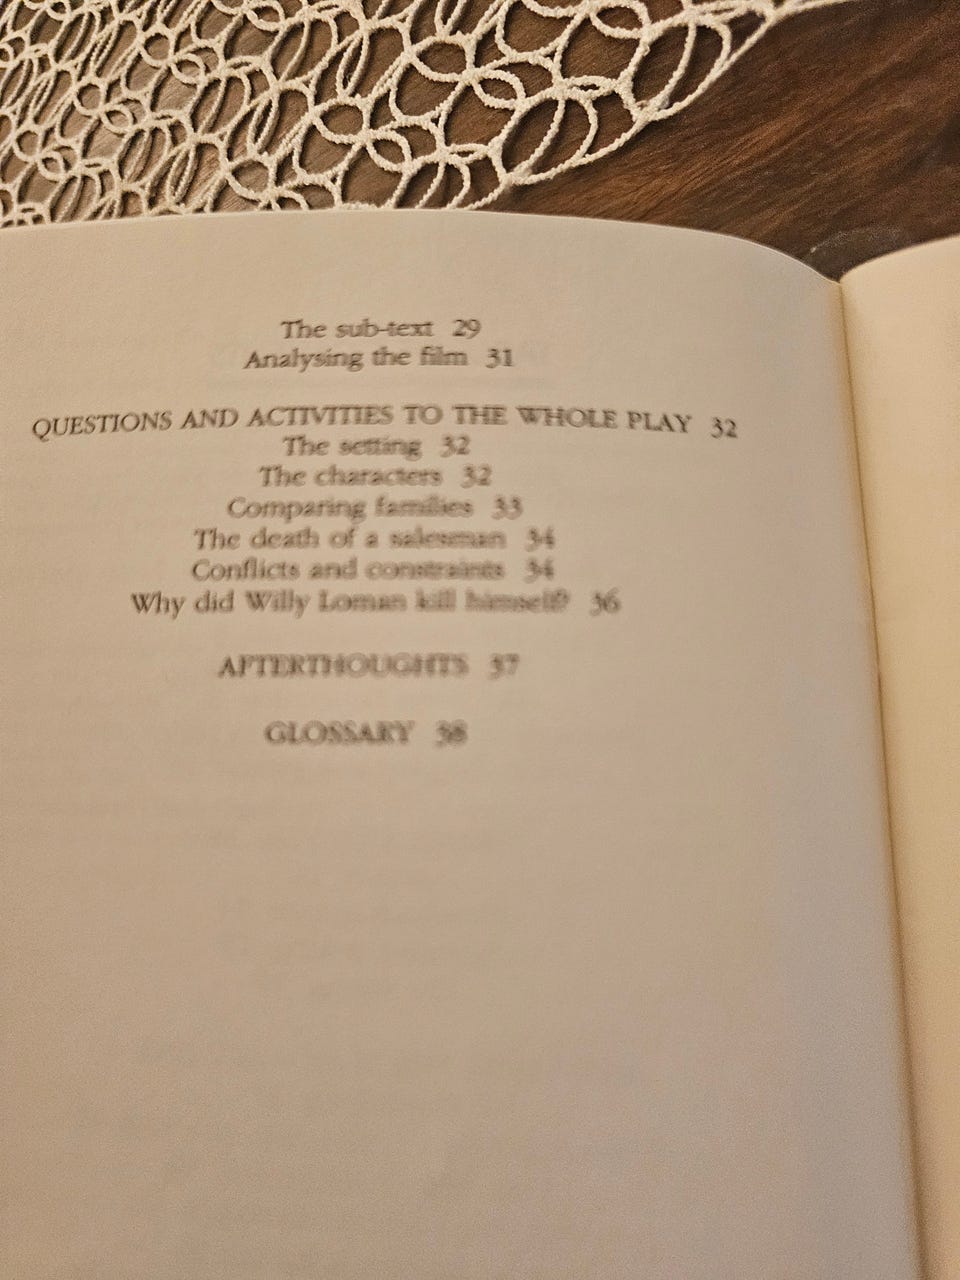 The sub-text 29
Analysing the film 31
QUESTIONS AND ACTIVITIES TO THE WHOLE PLAY 32
The setting 32
The characters 32
Comparing families 33
The death of a salesman 34
Conflicts and constraints 34
Why did Willy Loman kill himself? 36
AFTERTHOUGHTS 37
GLOSSARY 38